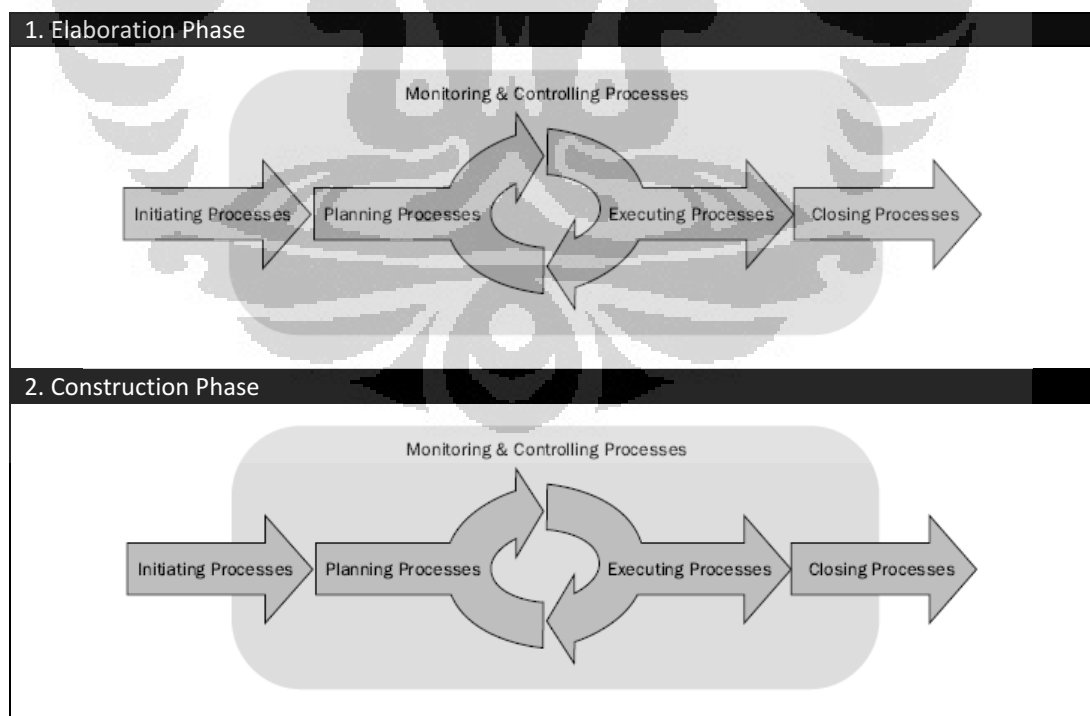 1. Elaboration Phase
Monitoring & Controlling Processes
Initiating Processes
Planning Processes
Executing Processes
Closing Processes
2. Construction Phase
Monitoring & Controlling Processes
Initiating Processes
Planning Processes
Executing Processes
Closing Processes